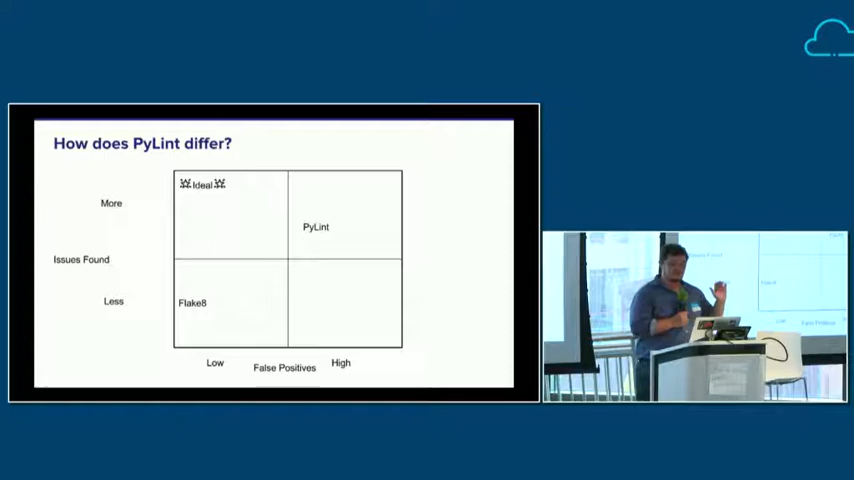 How does PyLint differ?
Ideal
More
PyLint
Issues Found
Less
Flake8
Low
False Positives
High